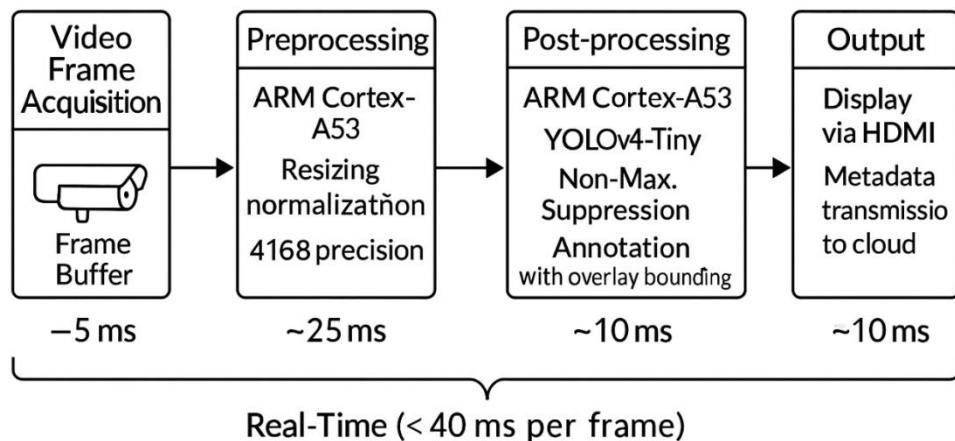 Video
Frame
Acquisition
Frame
Buffer
−5 ms
Preprocessing
ARM Cortex-
A53
Resizing
normalizatñon
4168 precision
~25 ms
Post-processing
ARM Cortex-A53
YOLOv4-Tiny
Non-Max.
Suppression
Annotation
with overlay bounding
~10 ms
Output
Display
via HDMI
Metadata
transmissio
to cloud
~10 ms
Real-Time (< 40 ms per frame)